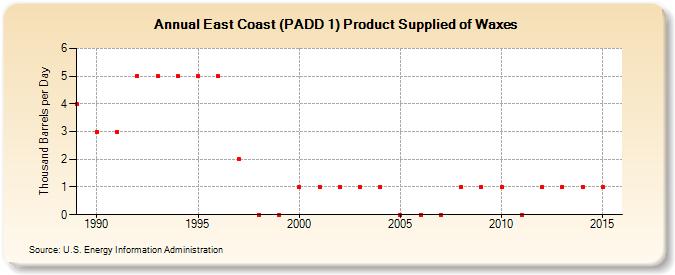 Annual East Coast (PADD 1) Product Supplied of Waxes
Thousand Barrels per Day
6
5
4
3
2
1
0
1990 1995 2000 2005 2010 2015
Source: U.S. Energy Information Administration